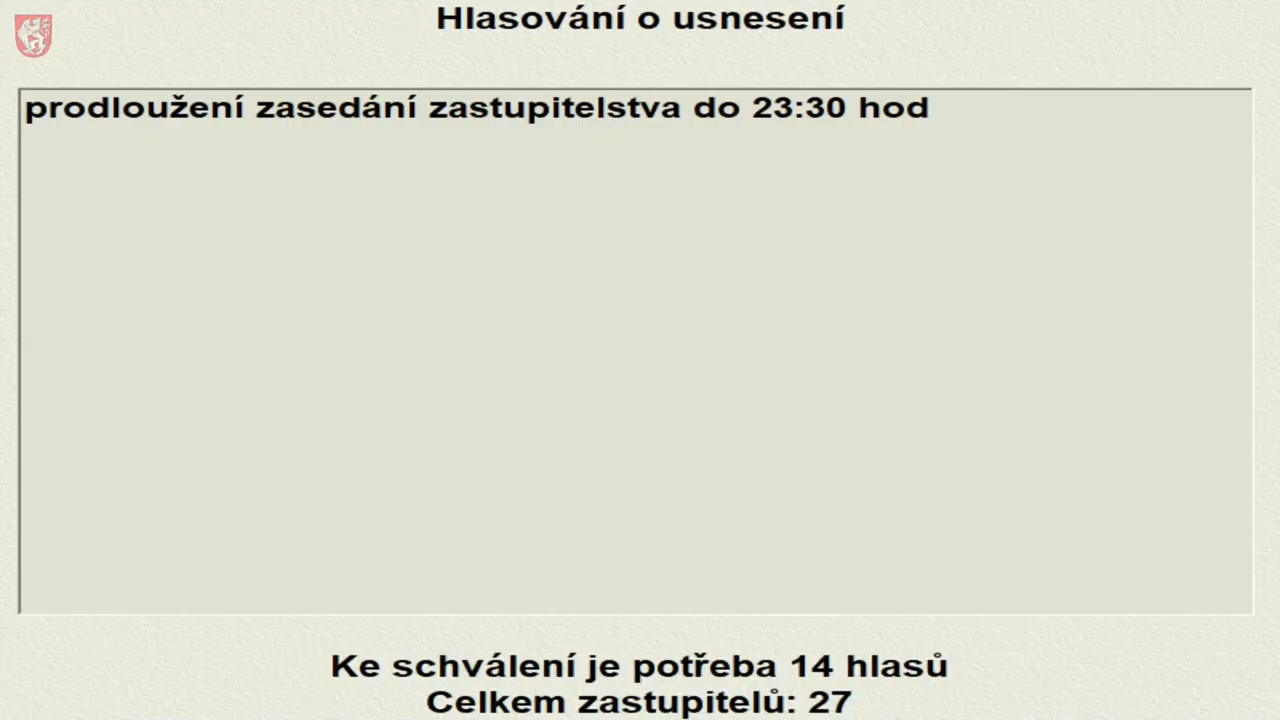 Hlasování o usnesení
prodloužení zasedání zastupitelstva do 23:30 hod
Ke schválení je potřeba 14 hlasů
Celkem zastupitelů: 27